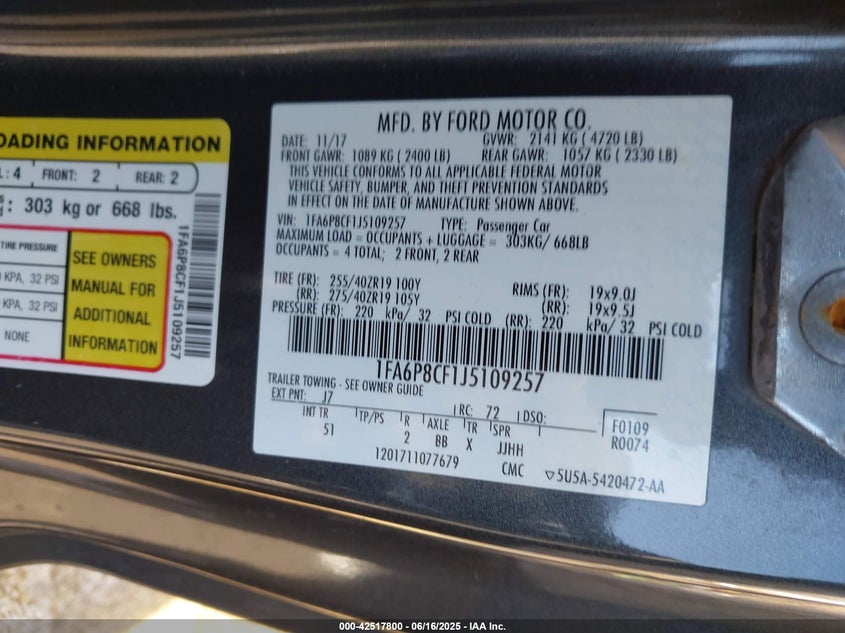 OADING INFORMATION
: 4 FRONT: 2 REAR: 2
: 303 kg or 668 lbs.
TIRE PRESSURE
KPA, 32 PSI
KPA, 32 PSI
NONE
SEE OWNERS
MANUAL FOR
ADDITIONAL
INFORMATION
1FA6P8CF1J5109257
MFD. BY FORD MOTOR CO.
DATE: 11/17 GVWR: 2141 KG ( 4720 LB)
FRONT GAWR: 1089 KG ( 2400 LB) REAR GAWR: 1057 KG ( 2330 LB)
THIS VEHICLE CONFORMS TO ALL APPLICABLE FEDERAL MOTOR
VEHICLE SAFETY, BUMPER, AND THEFT PREVENTION STANDARDS
IN EFFECT ON THE DATE OF MANUFACTURE SHOWN ABOVE.
VIN: 1FA6P8CF1J5109257 TYPE: Passenger Car
MAXIMUM LOAD = OCCUPANTS + LUGGAGE = 303KG/ 668LB
OCCUPANTS = 4 TOTAL; 2 FRONT, 2 REAR
TIRE (FR): 255/40ZR19 100Y RIMS (FR): 19x9.0J
(RR): 275/40ZR19 105Y (RR): 19x9.5J
PRESSURE (FR): 220 kPa/ 32 PSI COLD (RR): 220 kPa/ 32 PSI COLD
1FA6P8CF1J5109257
TRAILER TOWING - SEE OWNER GUIDE
EXT PNT: J7 RC: 72 DSO: F0109
INT TR TP/PS R AXLE TR SPR R0074
51 2 BB X JJHH
1201711077679 CMC 5U5A-5420472-AA
000-42517800 - 06/16/2025 - IAA Inc.